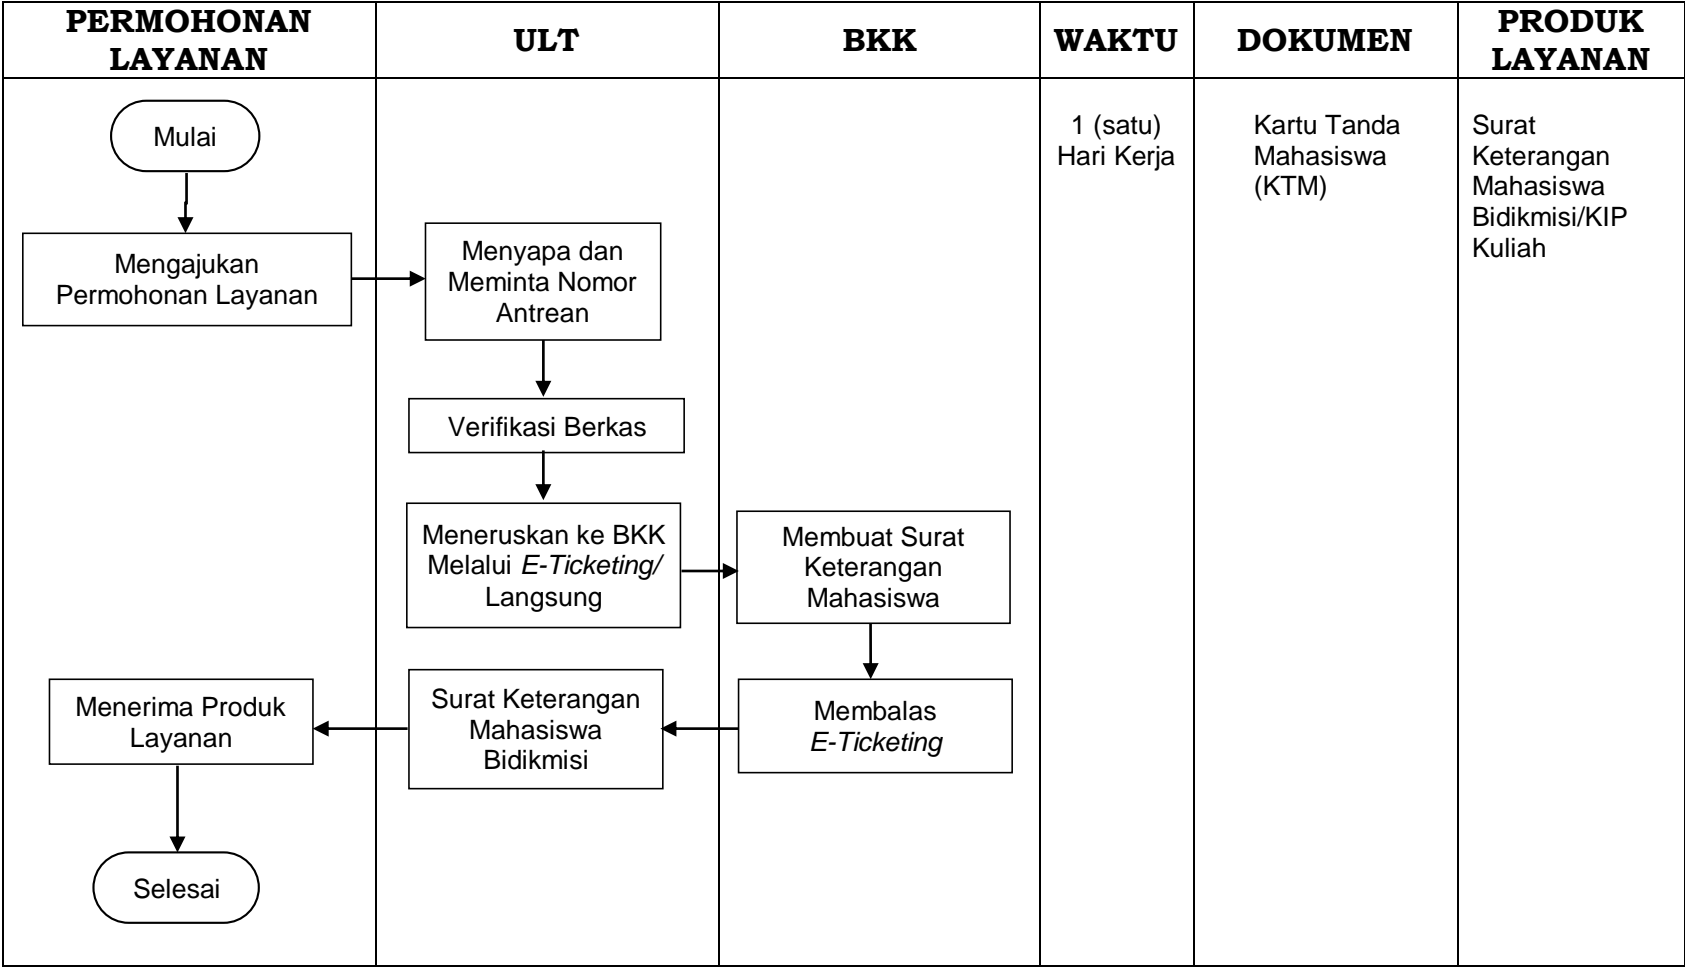 PERMOHONAN
LAYANAN
ULT
BKK
WAKTU
DOKUMEN
PRODUK
LAYANAN
Mulai
Mengajukan
Permohonan Layanan
Menyapa dan
Meminta Nomor
Antrean
Verifikasi Berkas
Meneruskan ke BKK
Melalui E-Ticketing/
Langsung
Membuat Surat
Keterangan
Mahasiswa
Membalas
E-Ticketing
Surat Keterangan
Mahasiswa
Bidikmisi
Menerima Produk
Layanan
Selesai
1 (satu)
Hari Kerja
Kartu Tanda
Mahasiswa
(KTM)
Surat
Keterangan
Mahasiswa
Bidikmisi/KIP
Kuliah